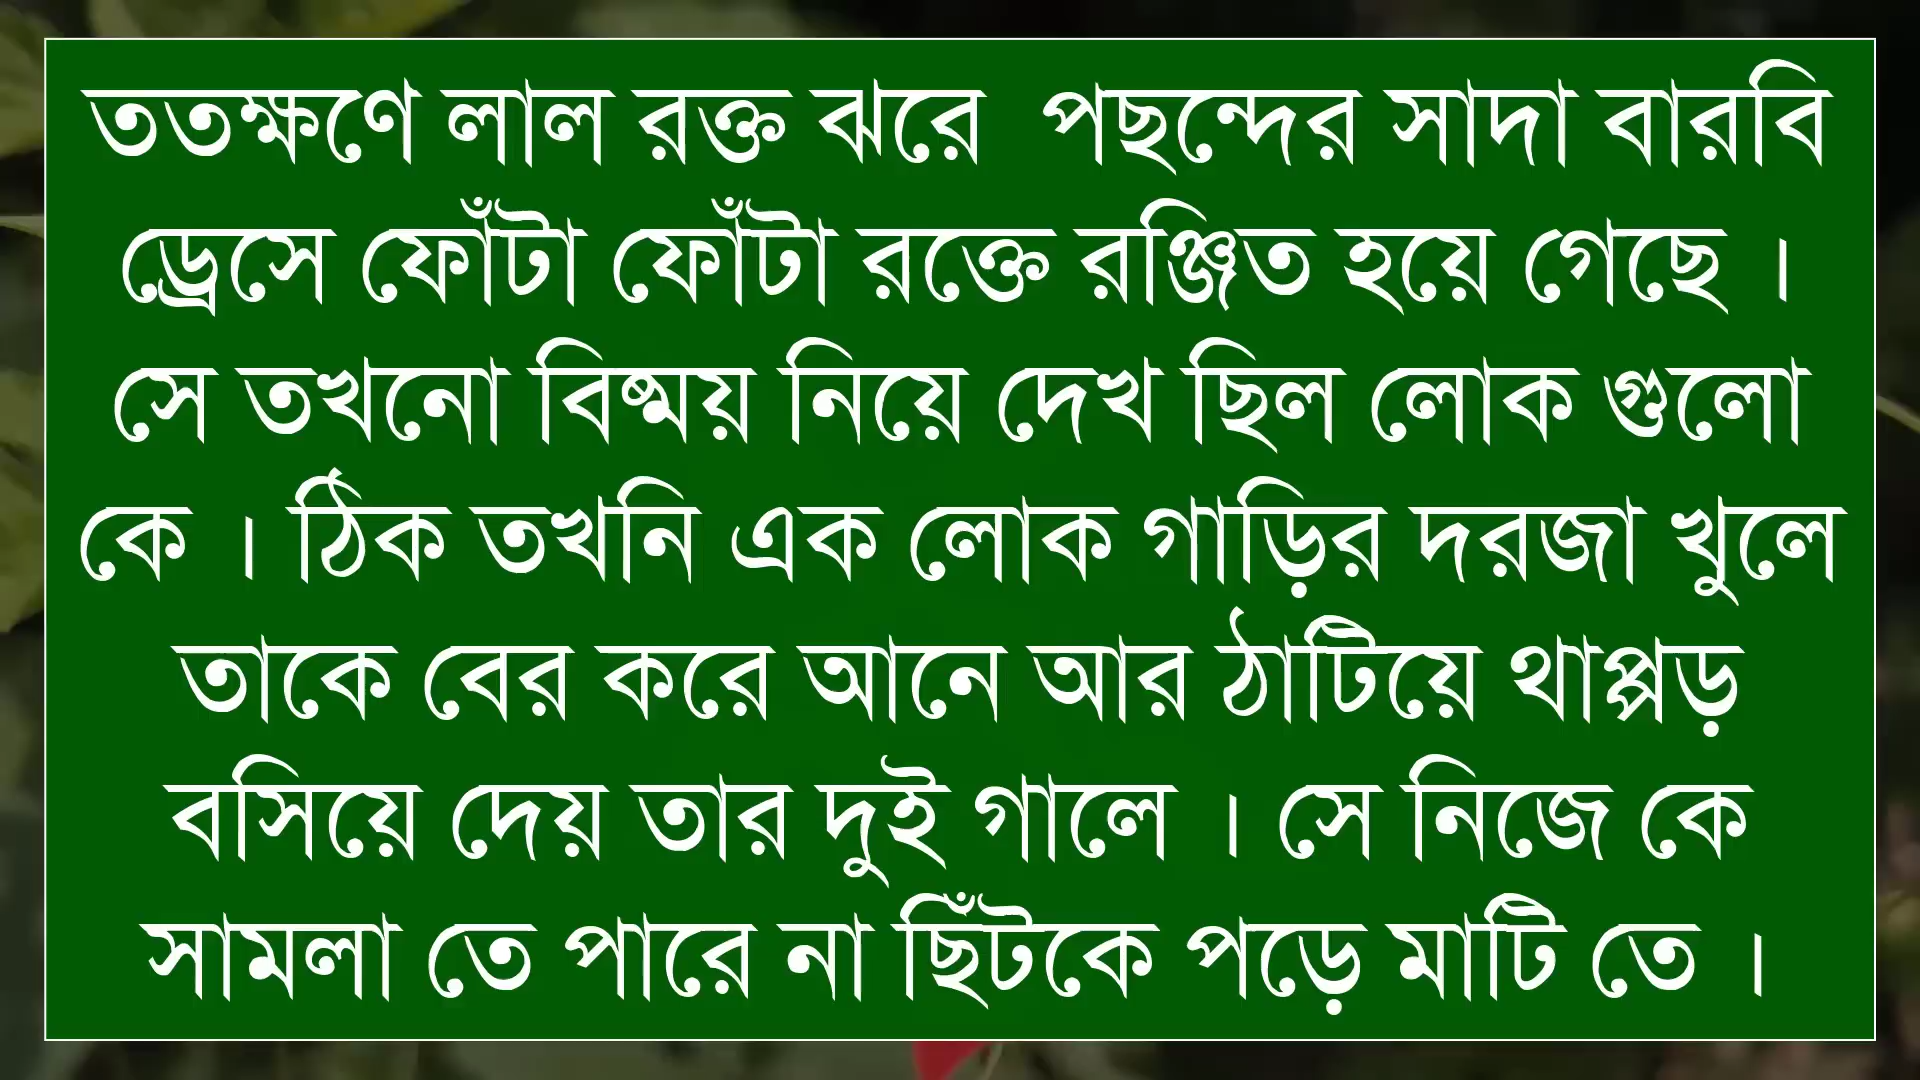 ততক্ষণে লাল রক্ত ঝরে  পছন্দের সাদা বারবি
ড্রেসে ফোঁটা ফোঁটা রক্তে রঞ্জিত হয়ে গেছে ।
সে তখনো বিষ্ময় নিয়ে দেখ ছিল লোক গুলো
কে । ঠিক তখনি এক লোক গাড়ির দরজা খুলে
তাকে বের করে আনে আর ঠাটিয়ে থাপ্পড়
বসিয়ে দেয় তার দুই গালে । সে নিজে কে
সামলা তে পারে না ছিঁটকে পড়ে মাটি তে ।